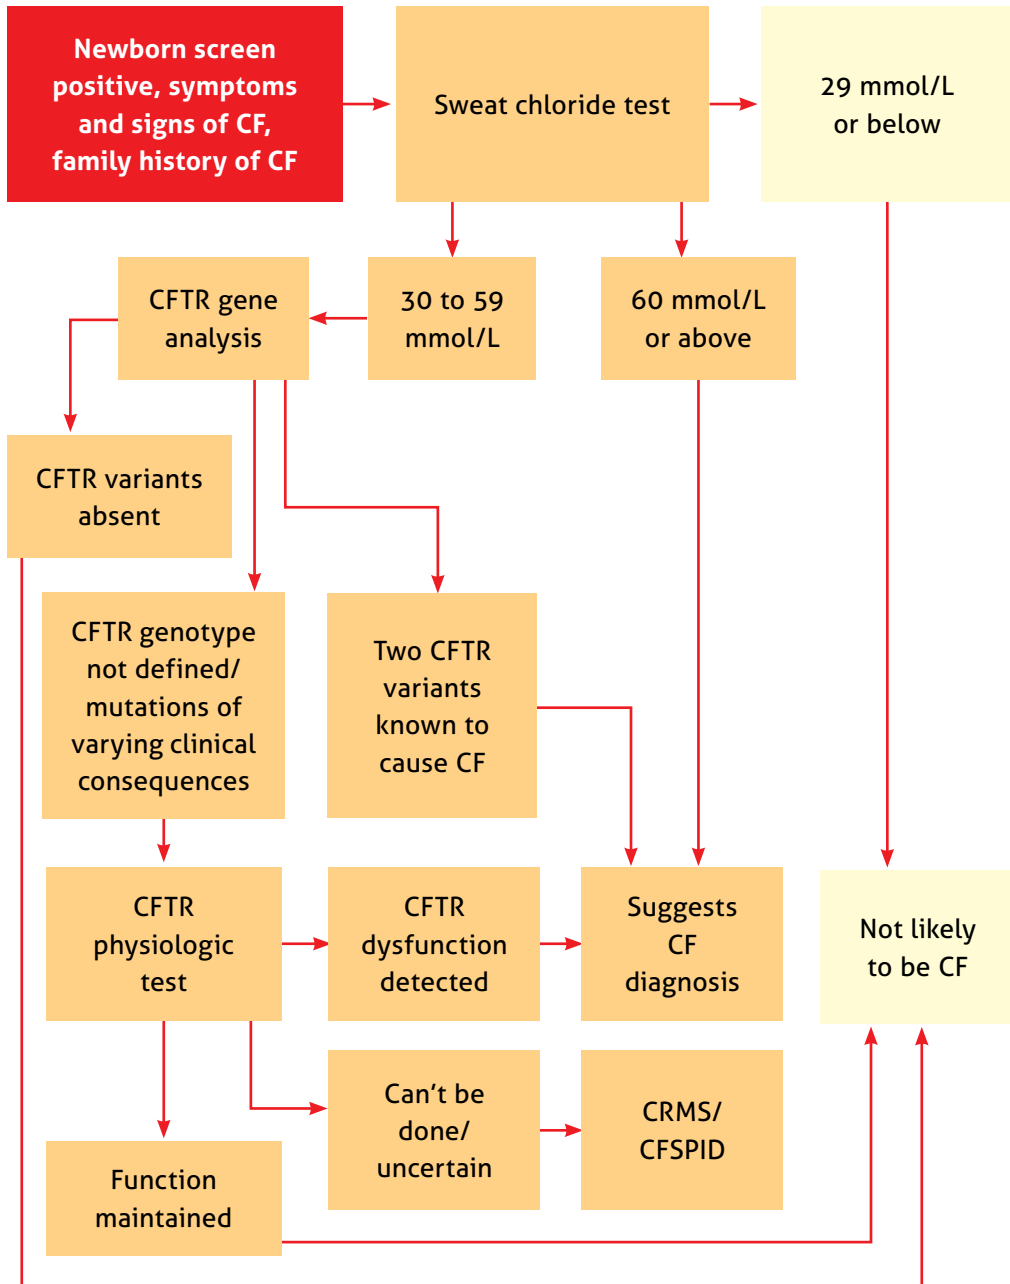 Newborn screen
positive, symptoms
and signs of CF,
family history of CF
Sweat chloride test
29 mmol/L
or below
CFTR gene
analysis
30 to 59
mmol/L
60 mmol/L
or above
CFTR variants
absent
CFTR genotype
not defined/
mutations of
varying clinical
consequences
Two CFTR
variants
known to
cause CF
CFTR
physiologic
test
CFTR
dysfunction
detected
Suggests
CF
diagnosis
Not likely
to be CF
Can't be
done/
uncertain
CRMS/
CFSPID
Function
maintained